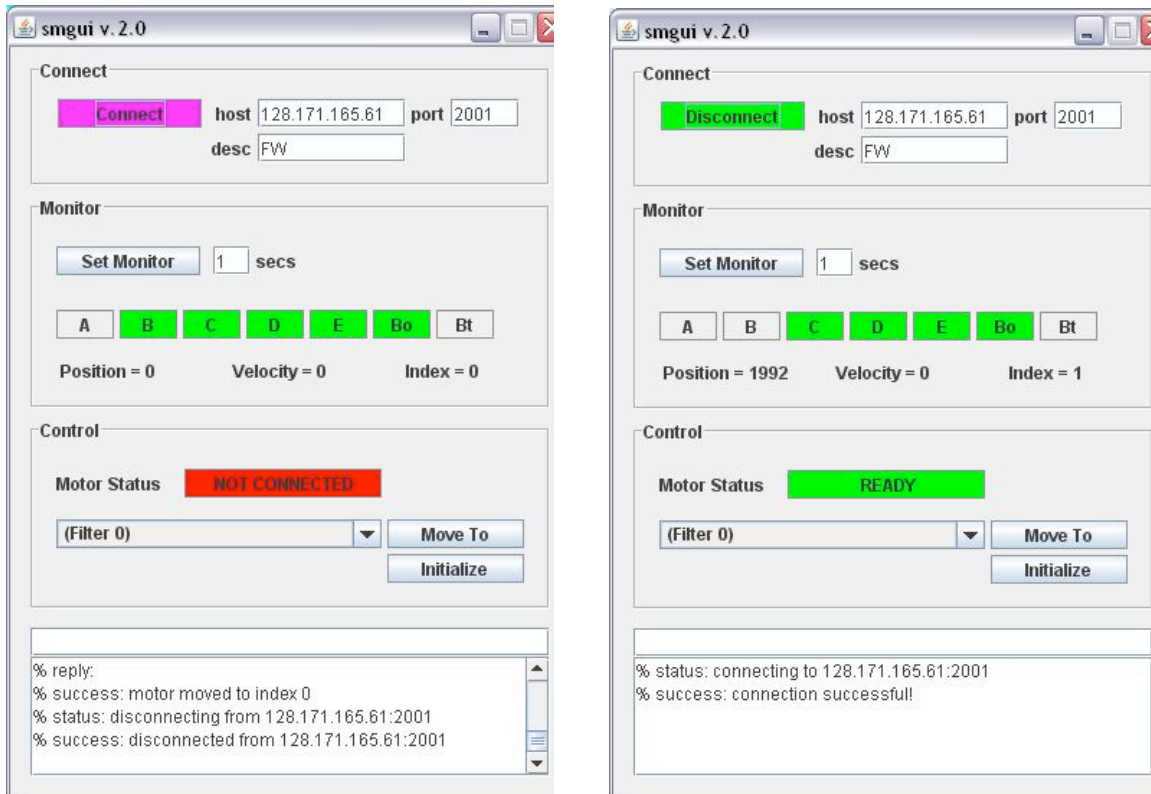 smgui v. 2.0
Connect
Connect host 128.171.165.61 port 2001
desc FW
Monitor
Set Monitor 1 secs
A B C D E Bo Bt
Position = 0 Velocity = 0 Index = 0
Control
Motor Status NOT CONNECTED
(Filter 0) Move To
Initialize
% reply:
% success: motor moved to index 0
% status: disconnecting from 128.171.165.61:2001
% success: disconnected from 128.171.165.61:2001
smgui v. 2.0
Connect
Disconnect host 128.171.165.61 port 2001
desc FW
Monitor
Set Monitor 1 secs
A B C D E Bo Bt
Position = 1992 Velocity = 0 Index = 1
Control
Motor Status READY
(Filter 0) Move To
Initialize
% status: connecting to 128.171.165.61:2001
% success: connection successful!